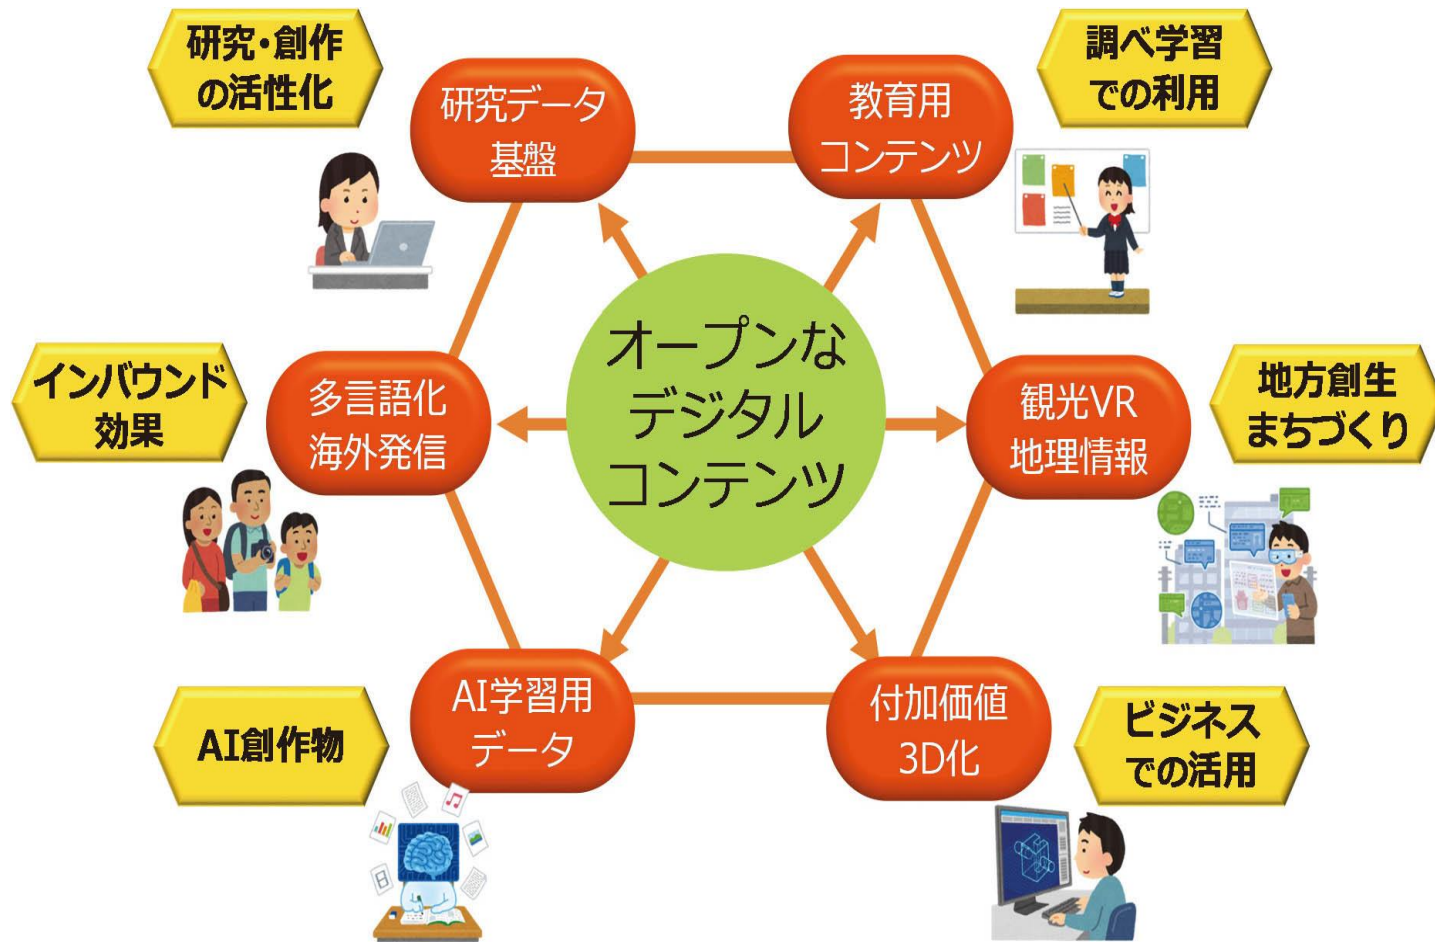 研究・創作
の活性化
研究データ
基盤
教育用
コンテンツ
調べ学習
での利用
インバウンド
効果
多言語化
海外発信
オープンな
デジタル
コンテンツ
観光VR
地理情報
地方創生
まちづくり
AI創作物
AI学習用
データ
付加価値
3D化
ビジネス
での活用